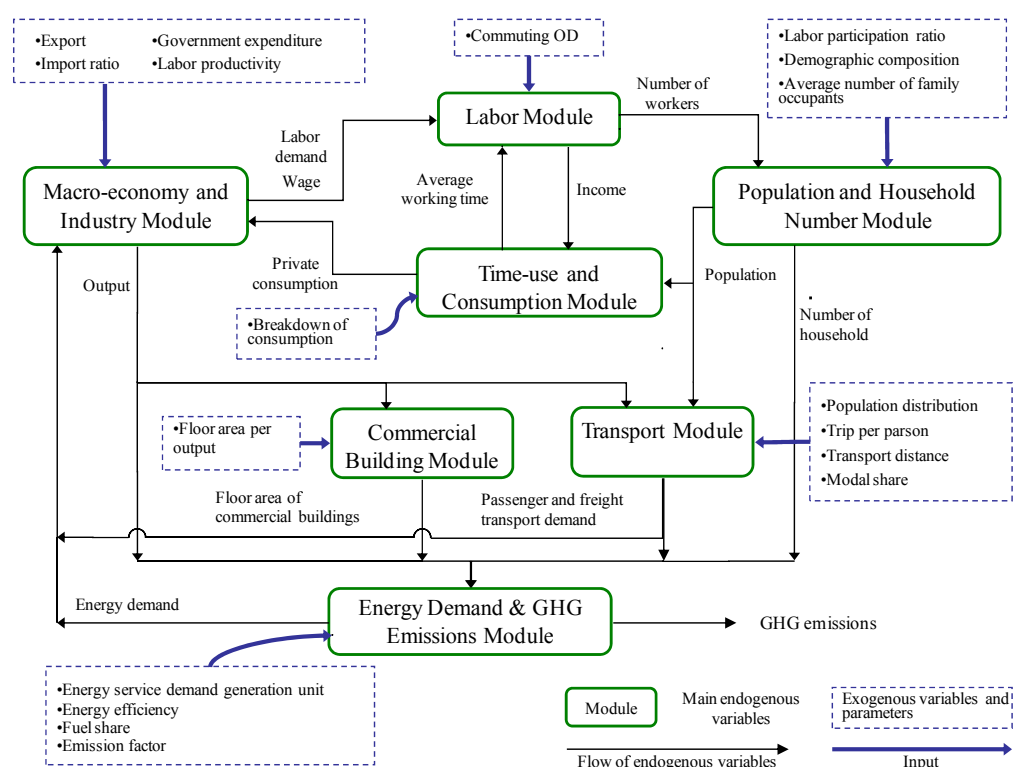 •Export •Government expenditure
•Import ratio •Labor productivity
•Commuting OD
•Labor participation ratio
•Demographic composition
•Average number of family
occupants
Number of
workers
Labor Module
Labor
demand
Wage
Average
working time
Income
Macro-economy and
Industry Module
Population and Household
Number Module
Output
Private
consumption
Time-use and
Consumption Module
Population
Number of
household
•Breakdown of
consumption
•Floor area per
output
Commercial
Building Module
Transport Module
•Population distribution
•Trip per parson
•Transport distance
•Modal share
Floor area of
commercial buildings
Passenger and freight
transport demand
Energy demand
Energy Demand & GHG
Emissions Module
GHG emissions
•Energy service demand generation unit
•Energy efficiency
•Fuel share
•Emission factor
Module
Main endogenous
variables
Exogenous variables and
parameters
Flow of endogenous variables
Input